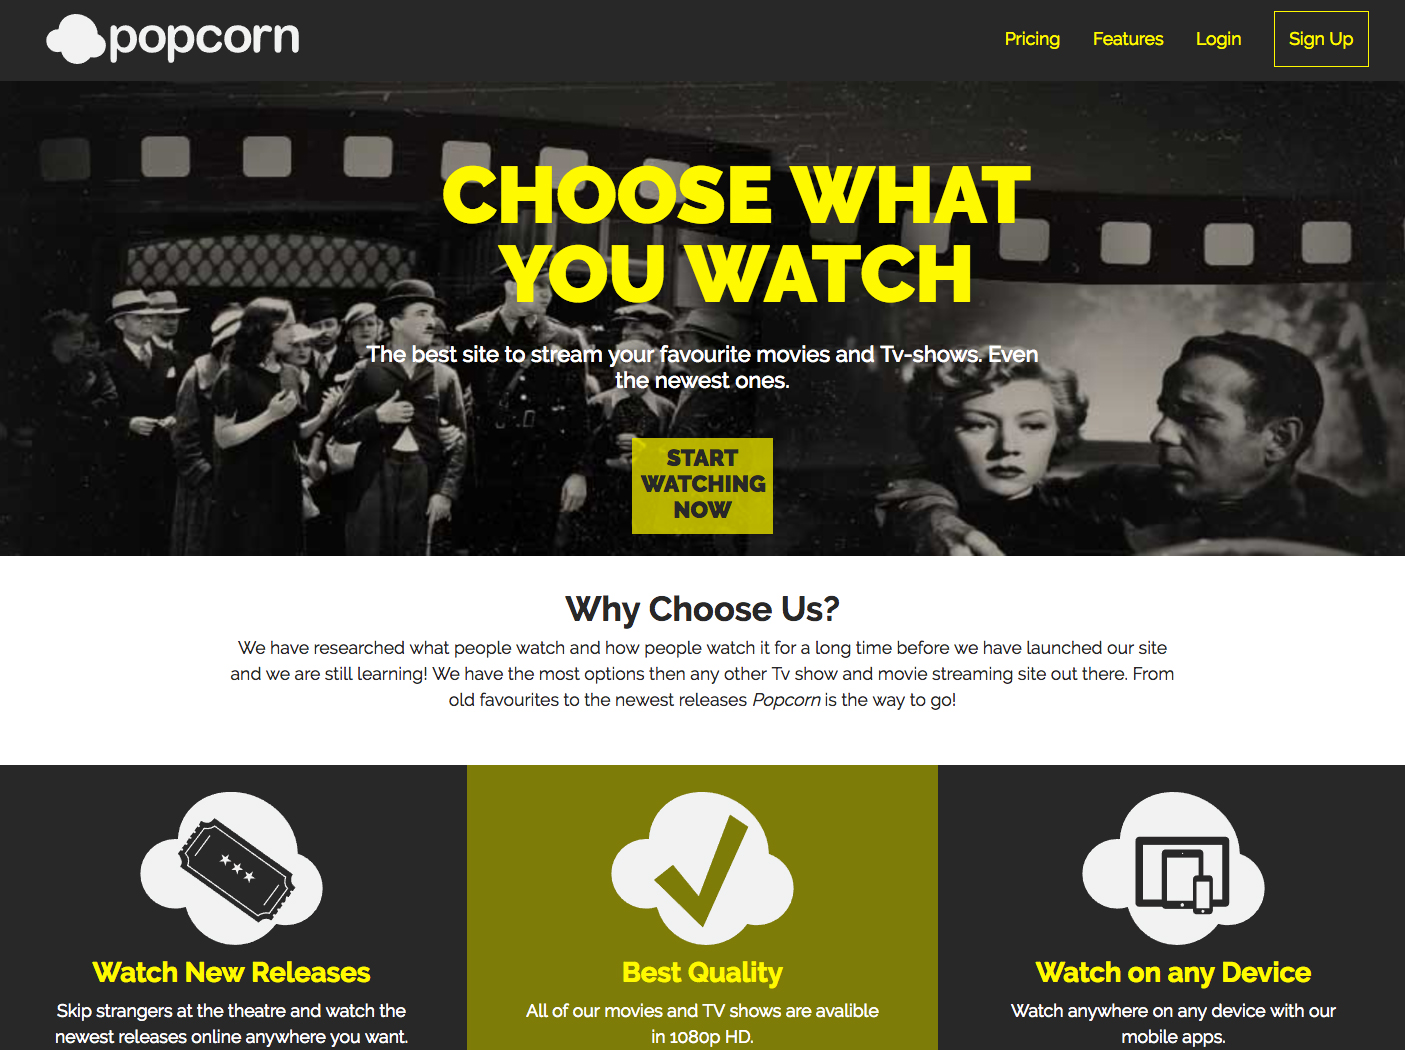 popcorn
Pricing Features Login Sign Up
CHOOSE WHAT
YOU WATCH
The best site to stream your favourite movies and Tv-shows. Even
the newest ones.
START
WATCHING
NOW
Why Choose Us?
We have researched what people watch and how people watch it for a long time before we have launched our site
and we are still learning! We have the most options then any other Tv show and movie streaming site out there. From
old favourites to the newest releases Popcorn is the way to go!
Watch New Releases
Skip strangers at the theatre and watch the
newest releases online anywhere you want.
Best Quality
All of our movies and TV shows are avalible
in 1080p HD.
Watch on any Device
Watch anywhere on any device with our
mobile apps.